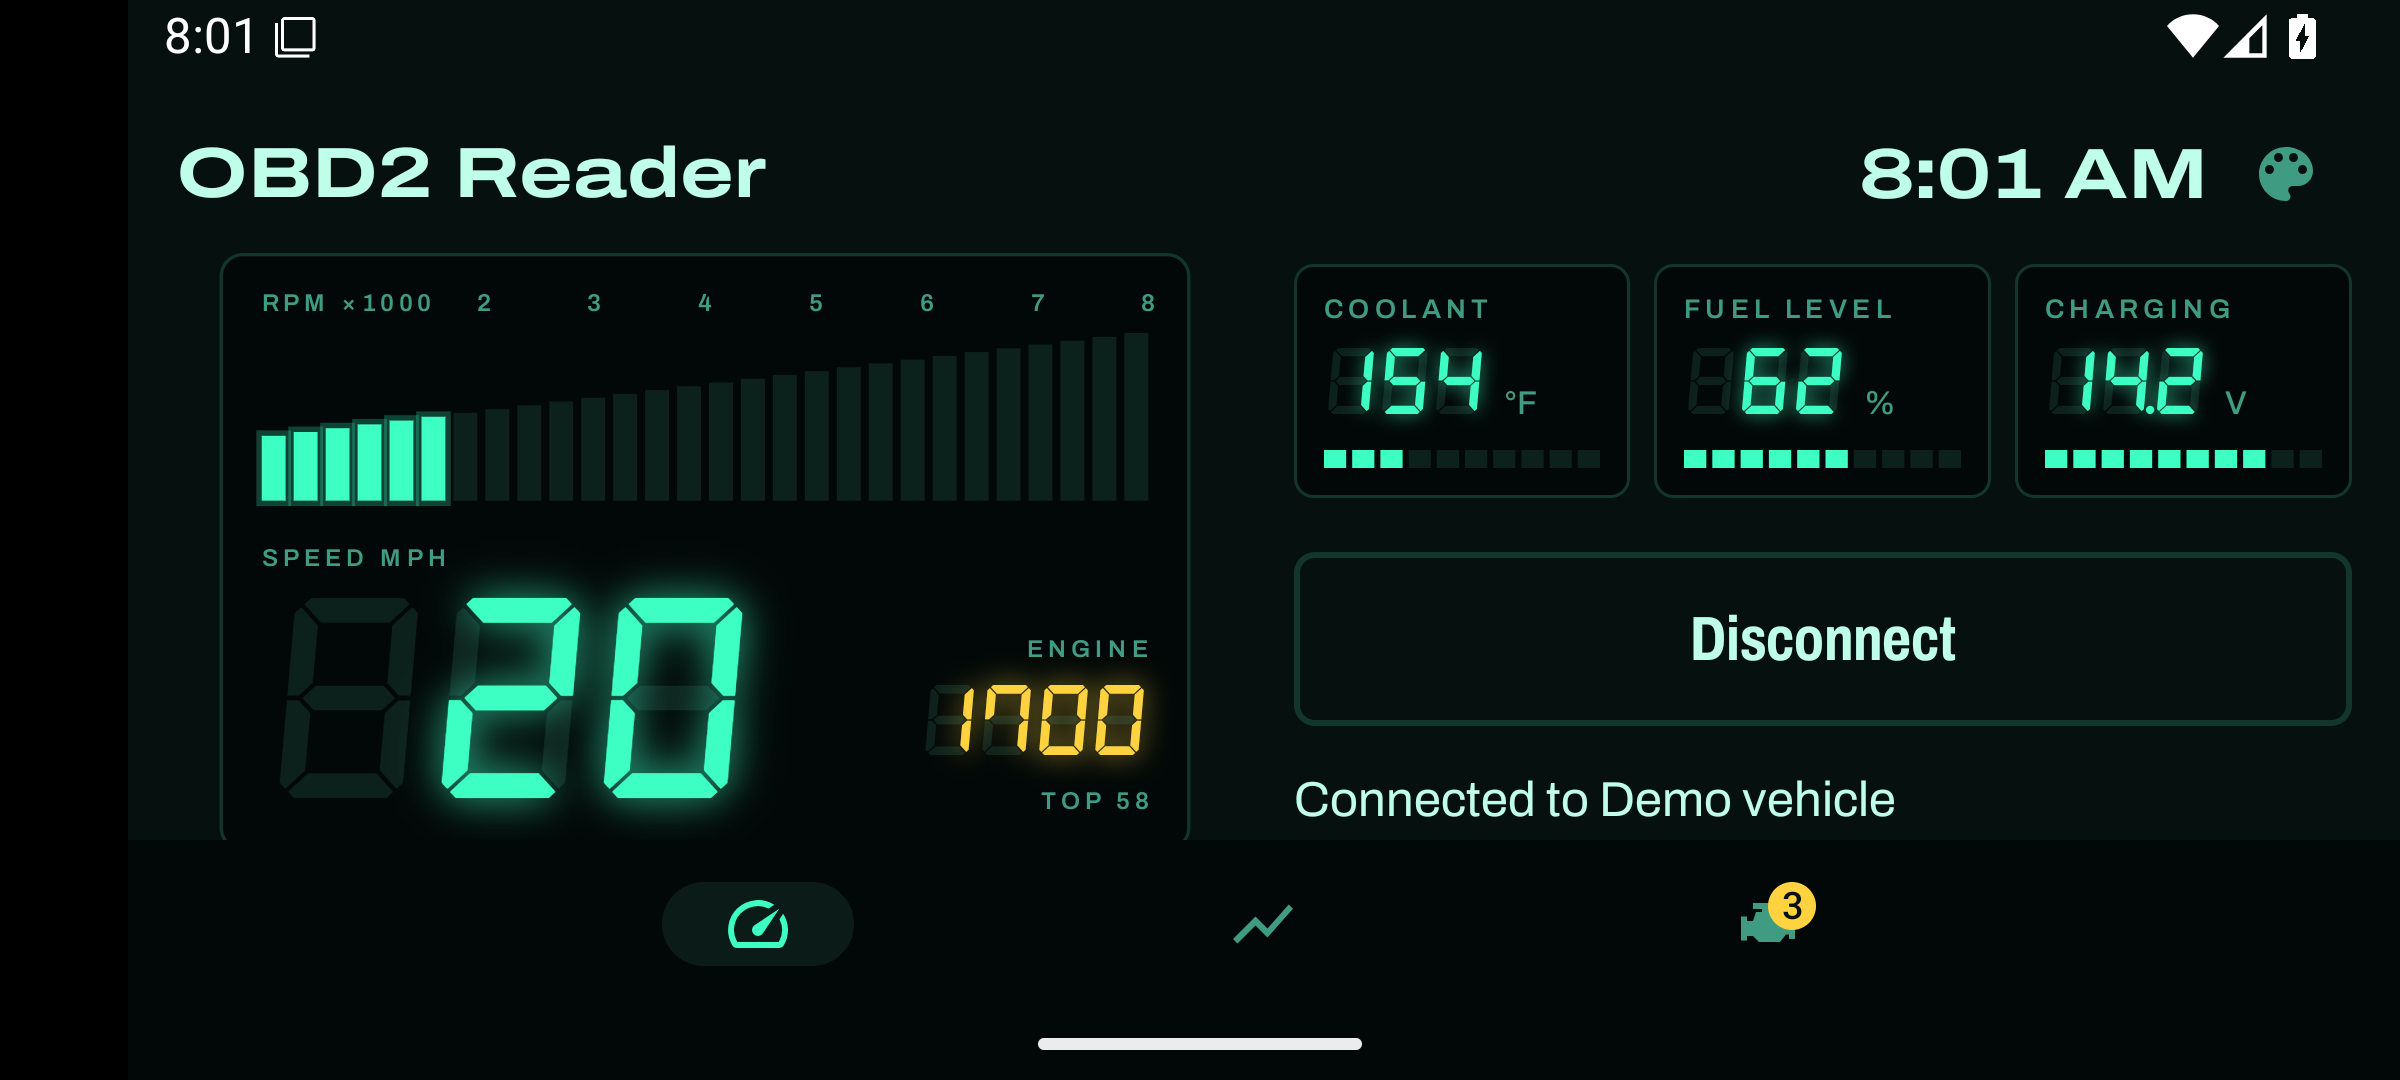 8:01
OBD2 Reader
8:01 AM
RPM ×1000 2 3 4 5 6 7 8
SPEED MPH
20
ENGINE
1700
TOP 58
COOLANT
154 °F
FUEL LEVEL
62 %
CHARGING
14.2 V
Disconnect
Connected to Demo vehicle
3